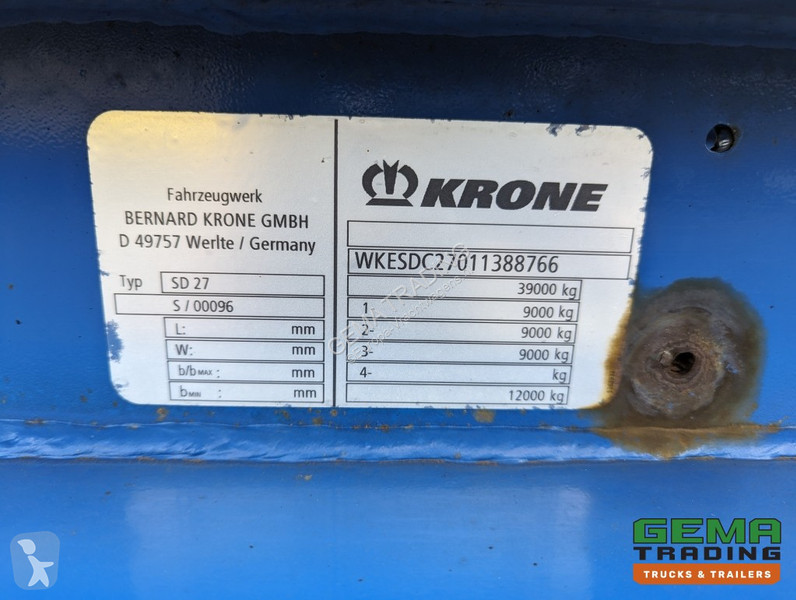 Fahrzeugwerk
BERNARD KRONE GMBH
D 49757 Werlte / Germany
Typ SD 27
S / 00096
L: mm
W: mm
b/b MAX : mm
b MIN : mm
KRONE
WKESDC27011388766
39000 kg
1- 9000 kg
2- 9000 kg
3- 9000 kg
4- kg
12000 kg
GEMA TRADING
GEMA
TRADING
TRUCKS & TRAILERS